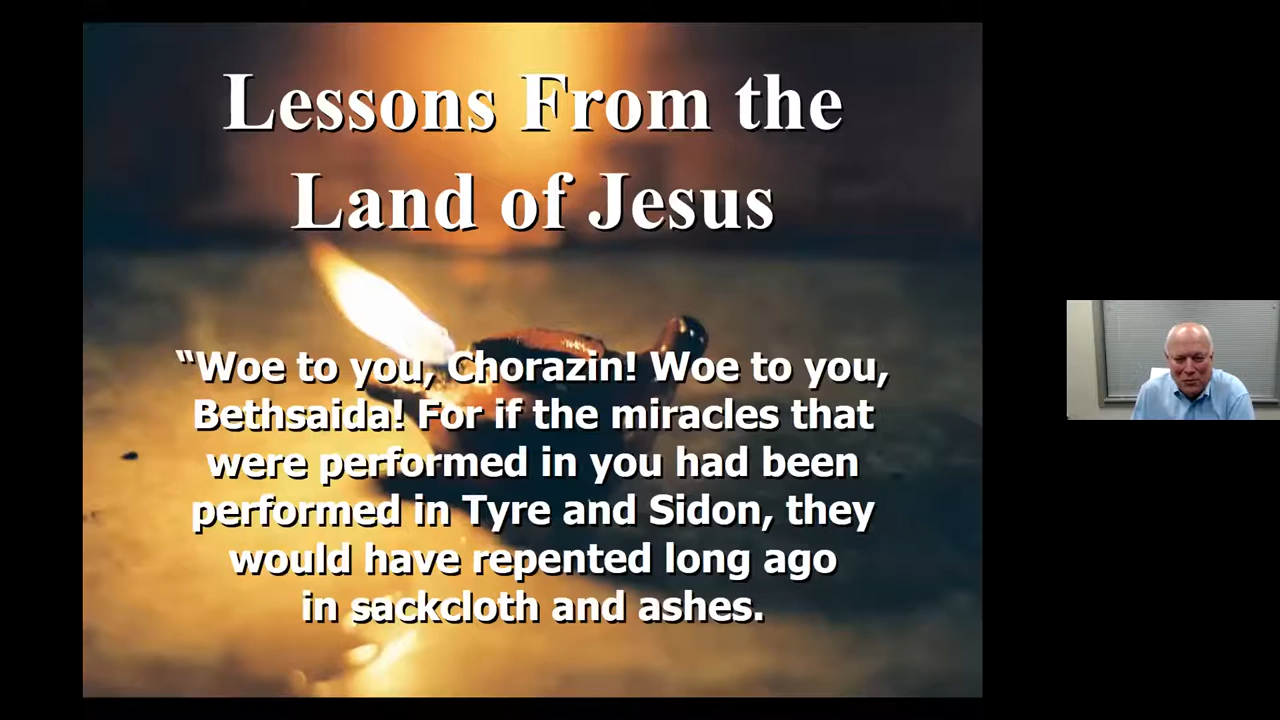 Lessons From the
Land of Jesus
“Woe to you, Chorazin! Woe to you,
Bethsaida! For if the miracles that
were performed in you had been
performed in Tyre and Sidon, they
would have repented long ago
in sackcloth and ashes.